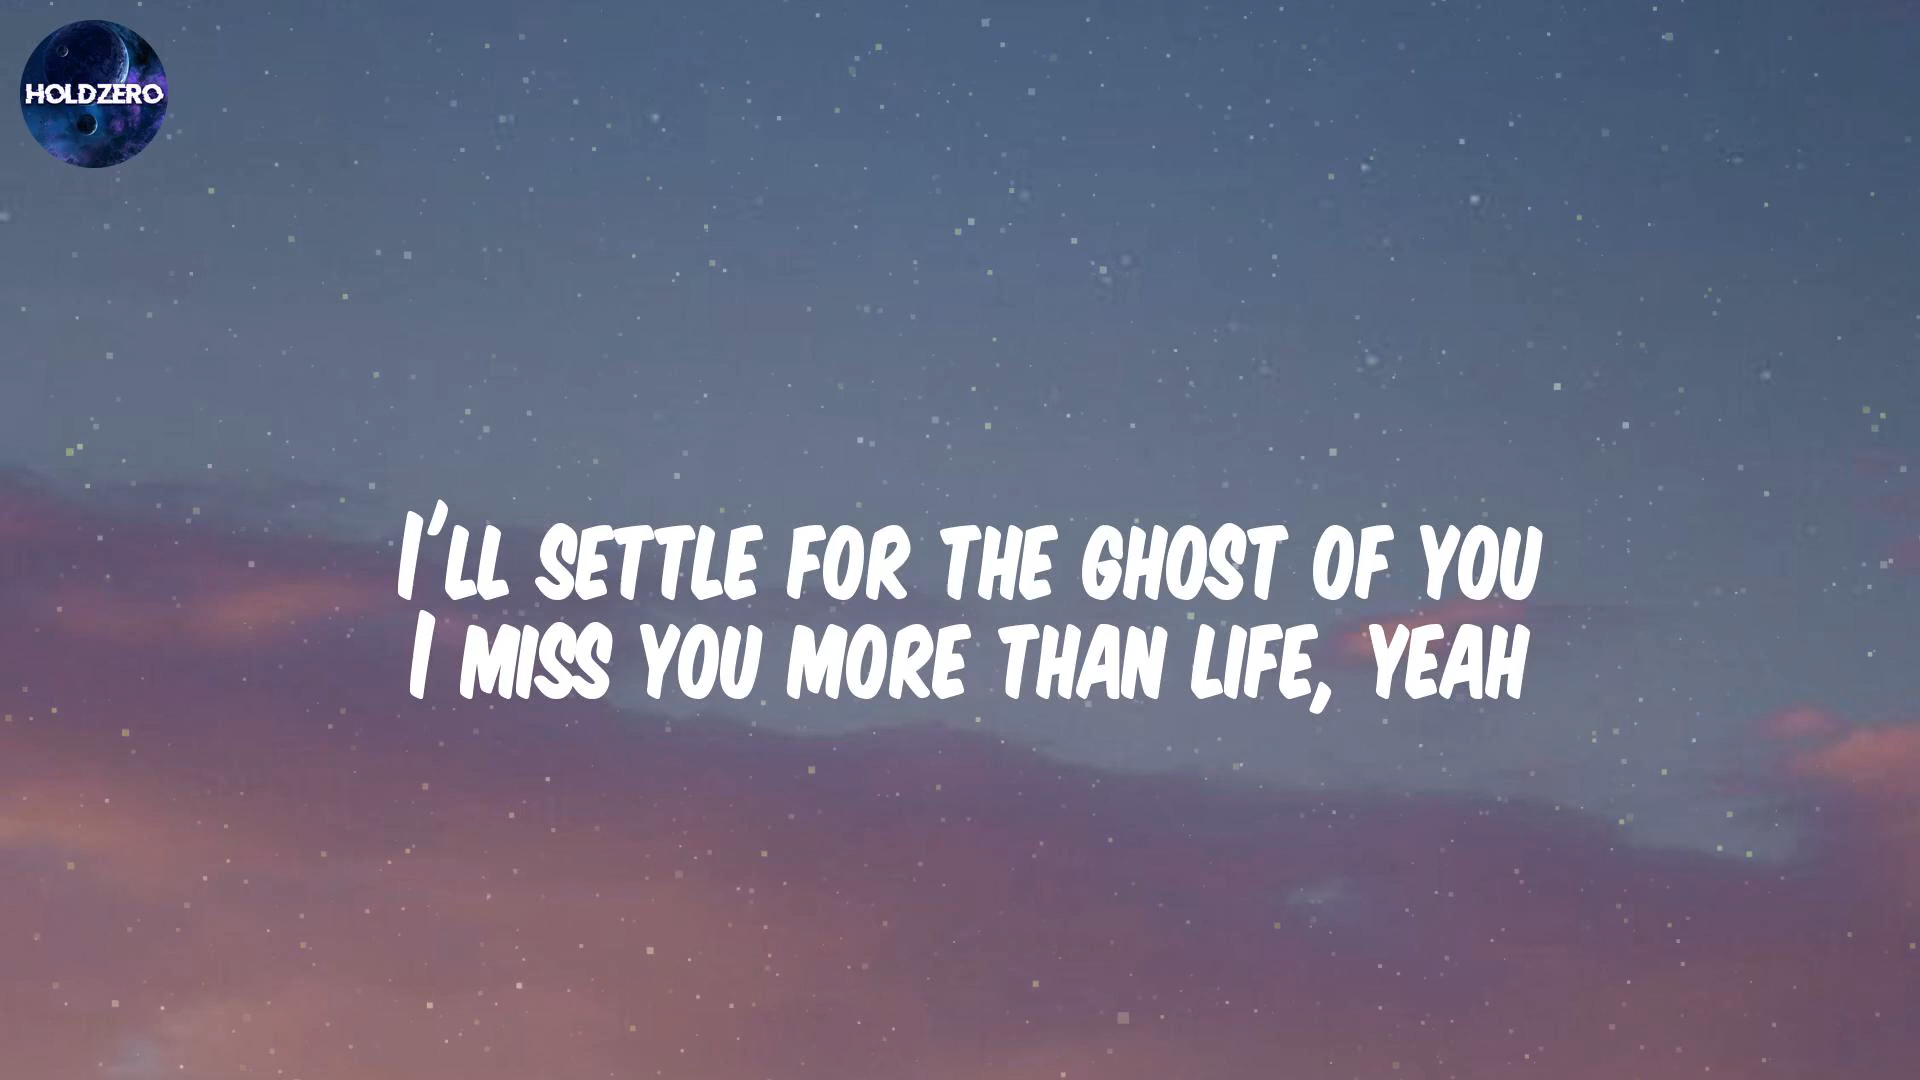 HOLDZERO
I'LL SETTLE FOR THE GHOST OF YOU
I MISS YOU MORE THAN LIFE, YEAH